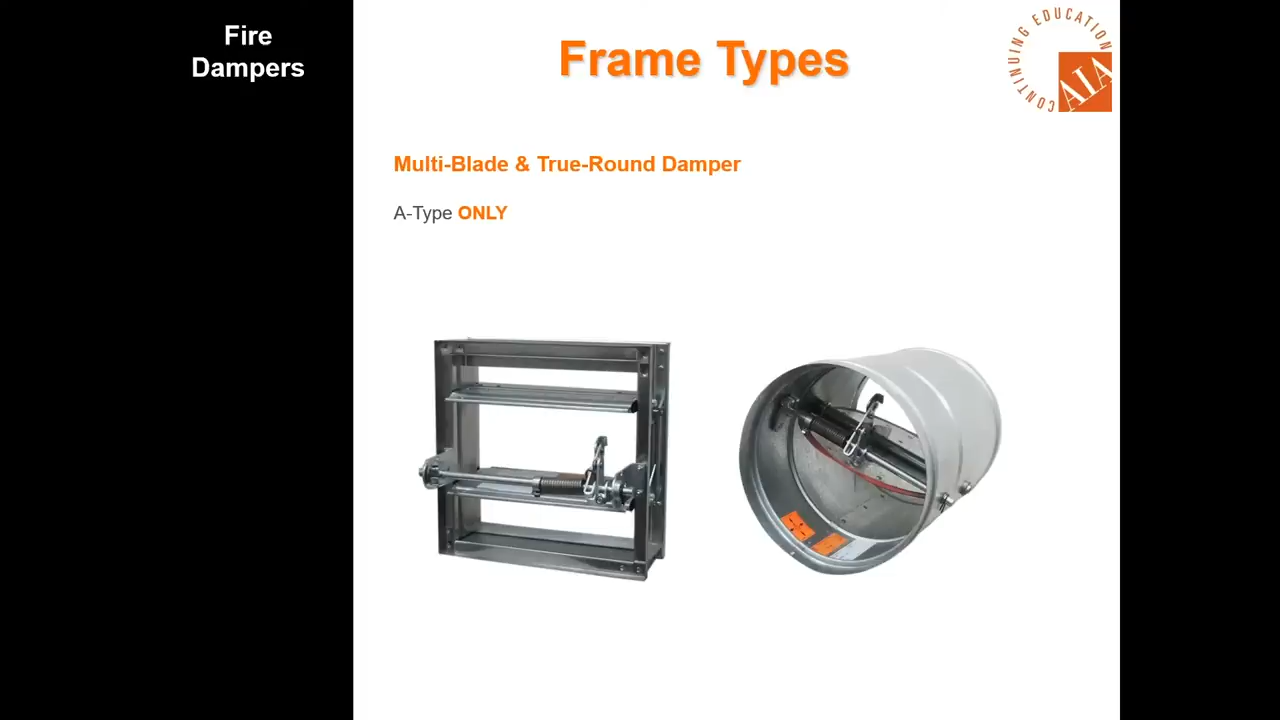 Fire
Dampers
Frame Types
CONTINUING EDUCATION
AIA
Multi-Blade & True-Round Damper
A-Type ONLY